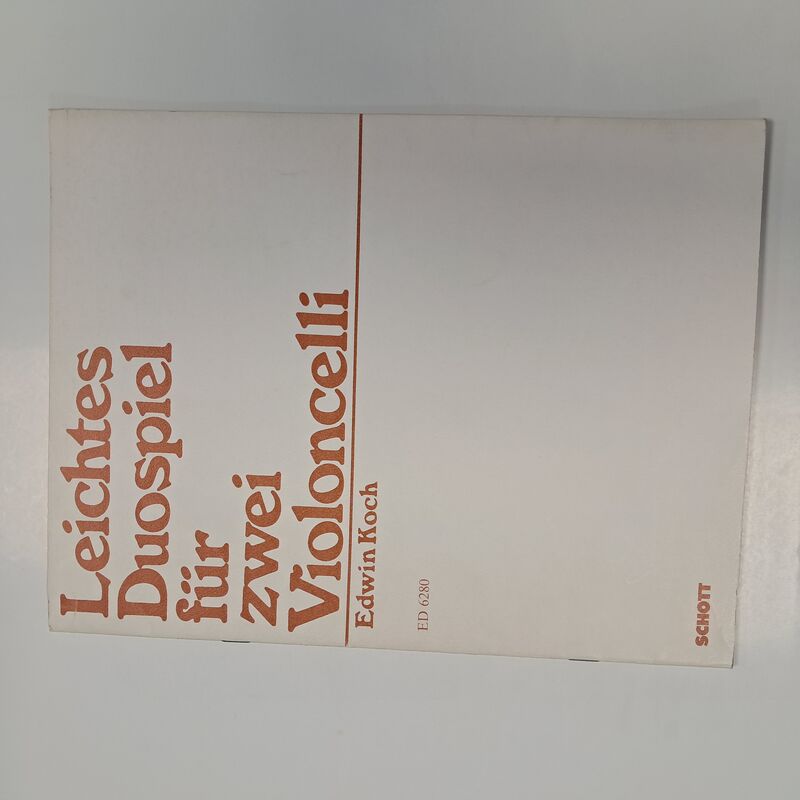 Leichtes
Duospiel
für
zwei
Violoncelli
Edwin Koch
ED 6280
SCHOTT